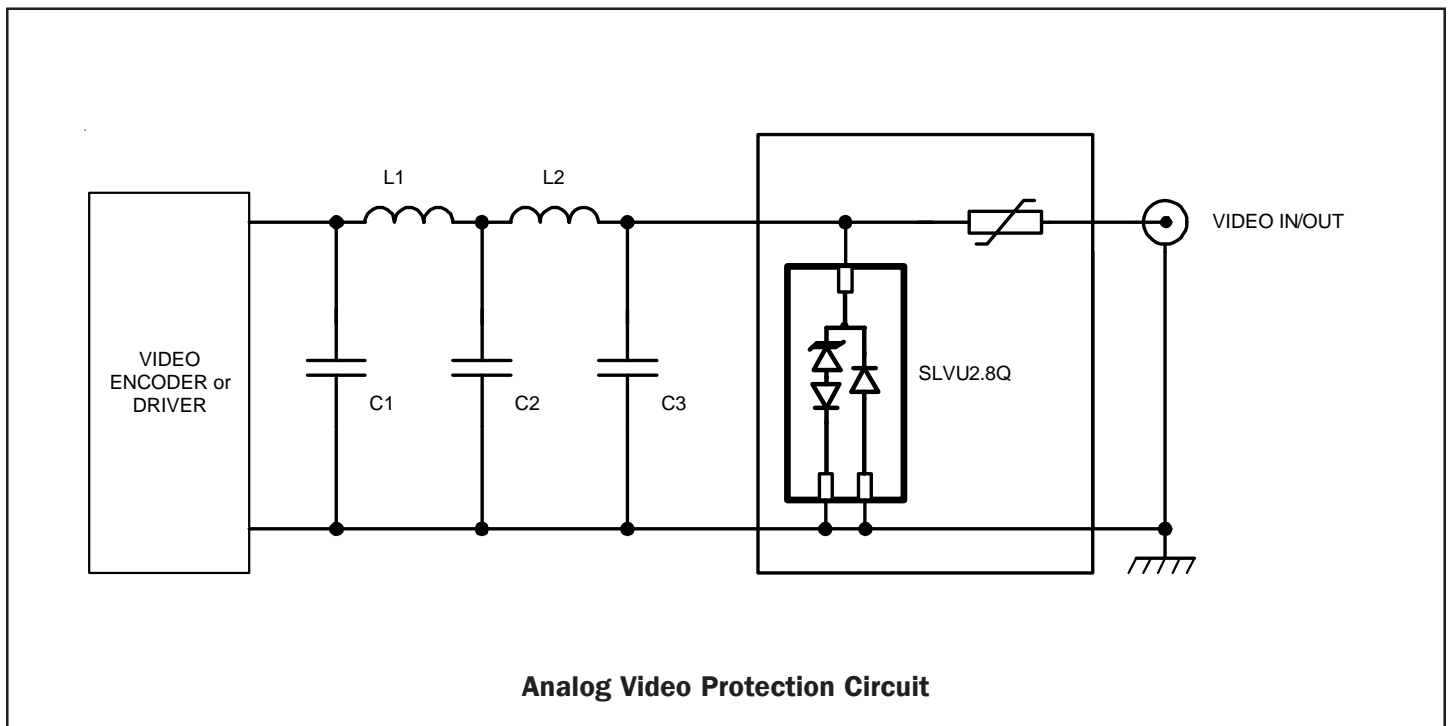 L1
L2
VIDEO IN/OUT
VIDEO
ENCODER or
DRIVER
C1
C2
C3
SLVU2.8Q
Analog Video Protection Circuit